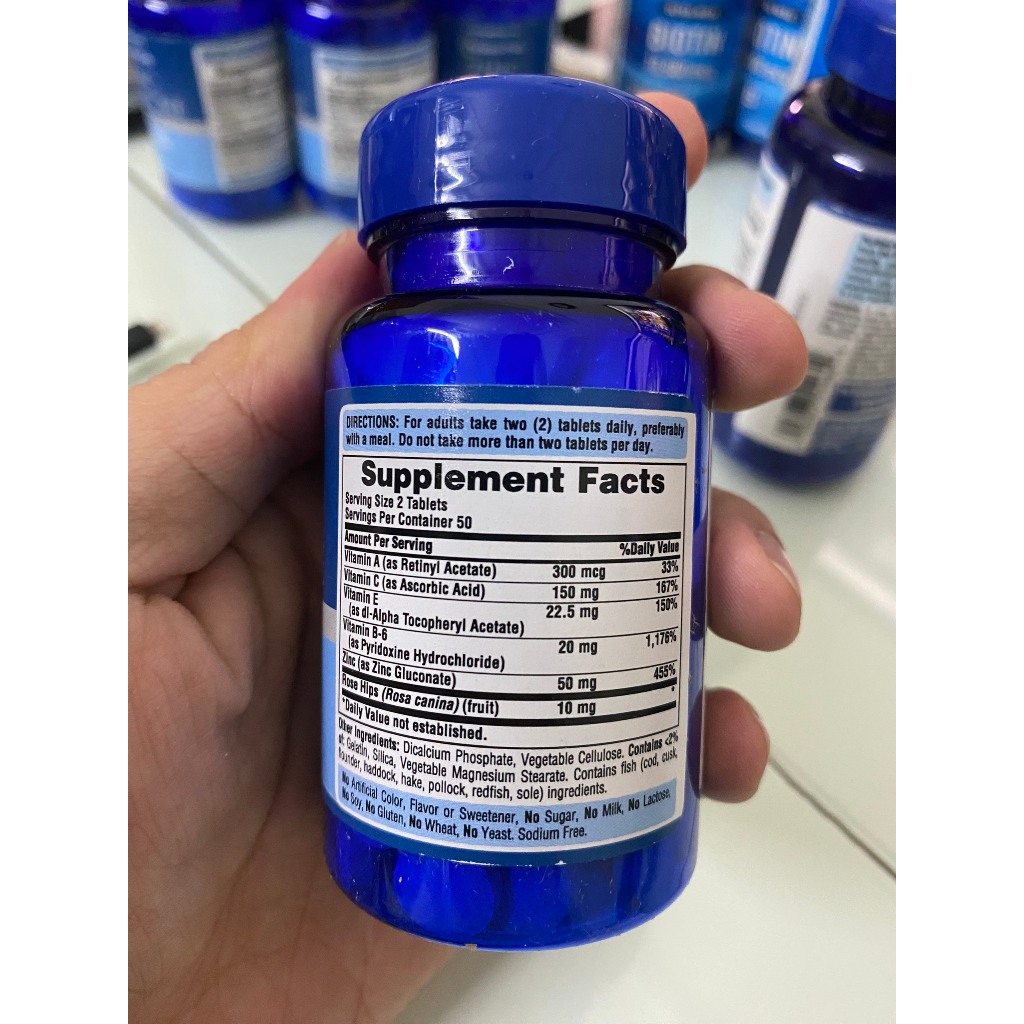 BIOTIN
DIRECTIONS: For adults take two (2) tablets daily, preferably
with a meal. Do not take more than two tablets per day.
Supplement Facts
Serving Size 2 Tablets
Servings Per Container 50
Amount Per Serving %Daily Value
Vitamin A (as Retinyl Acetate) 300 mcg 33%
Vitamin C (as Ascorbic Acid) 150 mg 167%
Vitamin E 22.5 mg 150%
(as dl-Alpha Tocopheryl Acetate)
Vitamin B-6 20 mg 1,176%
(as Pyridoxine Hydrochloride)
Zinc (as Zinc Gluconate) 50 mg 455%
Rose Hips (Rosa canina) (fruit) 10 mg *
*Daily Value not established.
Other Ingredients: Dicalcium Phosphate, Vegetable Cellulose. Contains <2%
of: Gelatin, Silica, Vegetable Magnesium Stearate. Contains fish (cod, cusk,
flounder, haddock, hake, pollock, redfish, sole) ingredients.
No Artificial Color, Flavor or Sweetener, No Sugar, No Milk, No Lactose,
No Soy, No Gluten, No Wheat, No Yeast. Sodium Free.